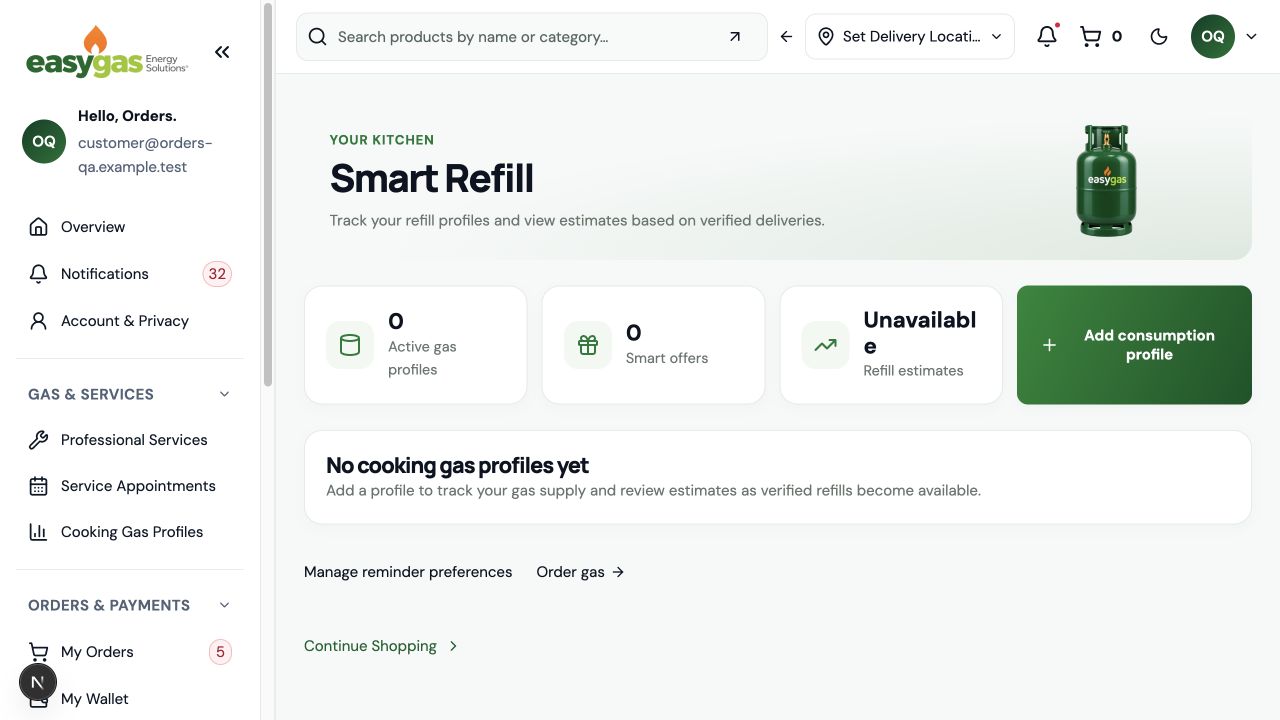 easygas Energy
Solutions
Search products by name or category...
Set Delivery Locati...
0
OQ
OQ
Hello, Orders.
customer@orders-
qa.example.test
Overview
Notifications 32
Account & Privacy
GAS & SERVICES
Professional Services
Service Appointments
Cooking Gas Profiles
ORDERS & PAYMENTS
My Orders 5
N
My Wallet
YOUR KITCHEN
Smart Refill
Track your refill profiles and view estimates based on verified deliveries.
easygas
0
Active gas
profiles
0
Smart offers
Unavailabl
e
Refill estimates
Add consumption
profile
No cooking gas profiles yet
Add a profile to track your gas supply and review estimates as verified refills become available.
Manage reminder preferences
Order gas
Continue Shopping